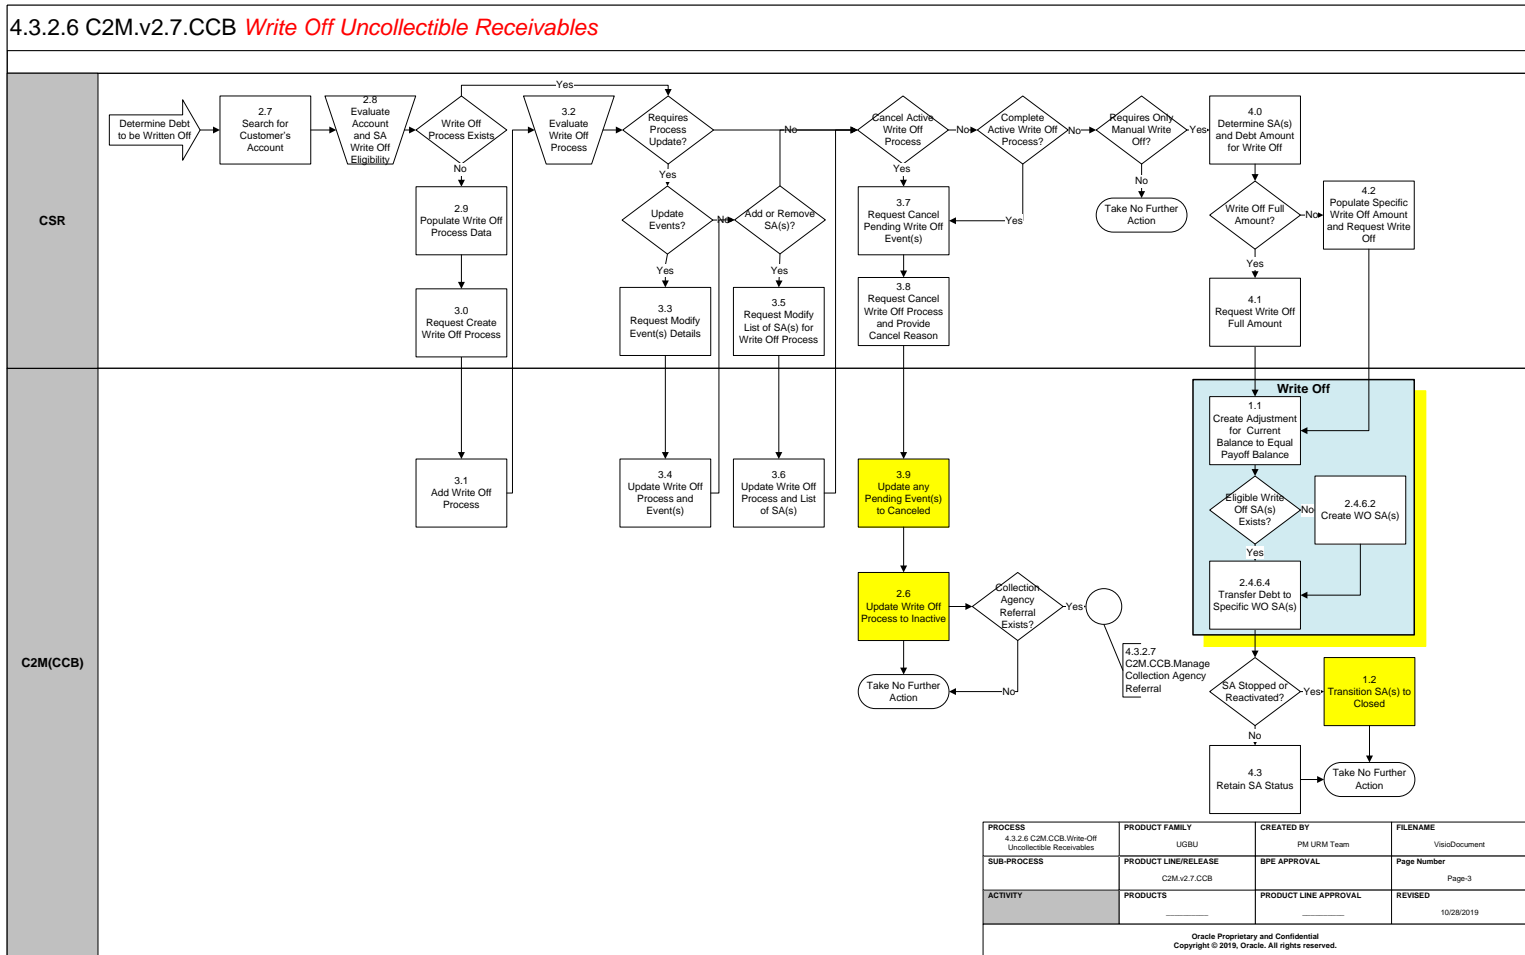 4.3.2.6 C2M.v2.7.CCB Write Off Uncollectible Receivables
CSR
Determine Debt
to be Written Off
2.7
Search for
Customer's
Account
2.8
Evaluate
Account
and SA
Write Off
Eligibility
Write Off
Process Exists
Yes
No
2.9
Populate Write Off
Process Data
3.0
Request Create
Write Off Process
3.2
Evaluate
Write Off
Process
Requires
Process
Update?
No
Yes
Update
Events?
No
Yes
3.3
Request Modify
Event(s) Details
Add or Remove
SA(s)?
Yes
3.5
Request Modify
List of SA(s) for
Write Off Process
Cancel Active
Write Off
Process
No
Yes
3.7
Request Cancel
Pending Write Off
Event(s)
3.8
Request Cancel
Write Off Process
and Provide
Cancel Reason
Complete
Active Write Off
Process?
No
Yes
Requires Only
Manual Write
Off?
Yes
No
Take No Further
Action
4.0
Determine SA(s)
and Debt Amount
for Write Off
Write Off Full
Amount?
No
Yes
4.2
Populate Specific
Write Off Amount
and Request Write
Off
4.1
Request Write Off
Full Amount
C2M(CCB)
3.1
Add Write Off
Process
3.4
Update Write Off
Process and
Event(s)
3.6
Update Write Off
Process and List
of SA(s)
3.9
Update any
Pending Event(s)
to Canceled
2.6
Update Write Off
Process to Inactive
Take No Further
Action
Collection
Agency
Referral
Exists?
Yes
No
4.3.2.7
C2M.CCB.Manage
Collection Agency
Referral
Write Off
1.1
Create Adjustment
for Current
Balance to Equal
Payoff Balance
Eligible Write
Off SA(s)
Exists?
No
Yes
2.4.6.2
Create WO SA(s)
2.4.6.4
Transfer Debt to
Specific WO SA(s)
SA Stopped or
Reactivated?
Yes
No
1.2
Transition SA(s) to
Closed
4.3
Retain SA Status
Take No Further
Action
PROCESS
4.3.2.6 C2M.CCB.Write-Off
Uncollectible Receivables
PRODUCT FAMILY
UGBU
CREATED BY
PM URM Team
FILENAME
VisioDocument
SUB-PROCESS
PRODUCT LINE/RELEASE
C2M.v2.7.CCB
BPE APPROVAL
Page Number
Page-3
ACTIVITY
PRODUCTS
PRODUCT LINE APPROVAL
REVISED
10/28/2019
Oracle Proprietary and Confidential
Copyright © 2019, Oracle. All rights reserved.